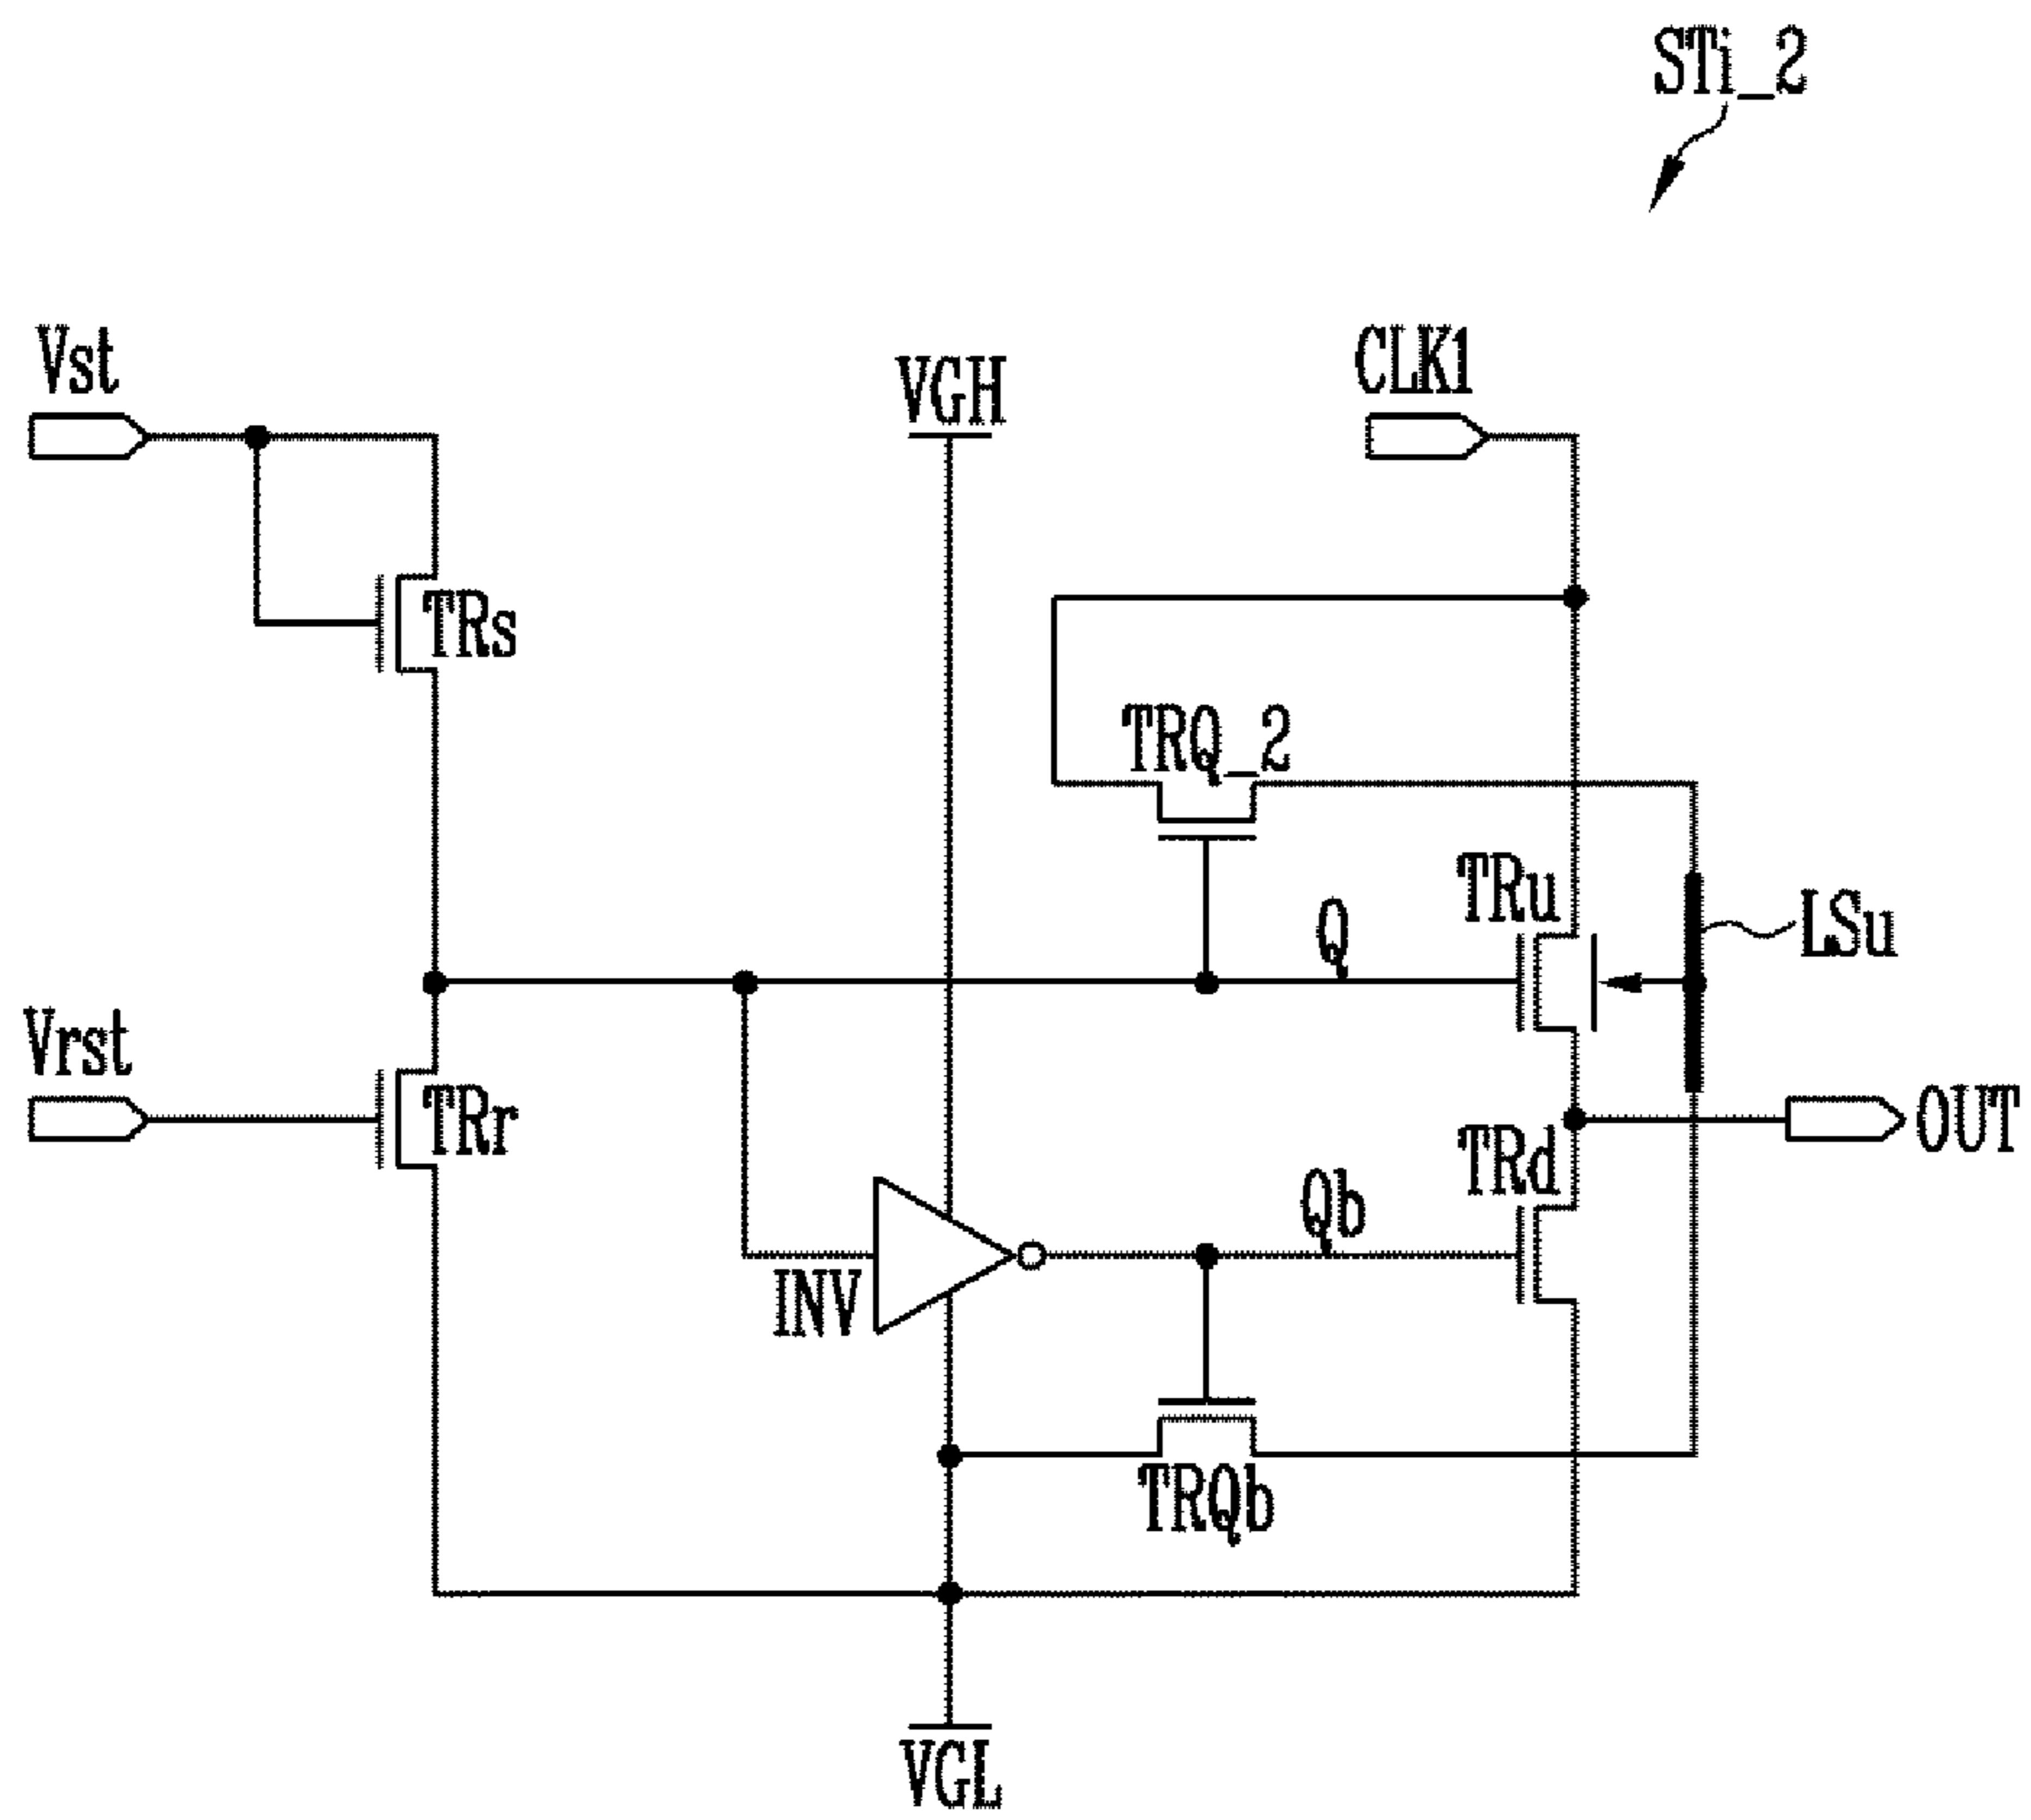 STi_2
Vst
VGH
CLK1
TRs
TRQ_2
TRu
Q
LSu
Vrst
TRr
OUT
TRd
Qb
INV
TRQb
VGL